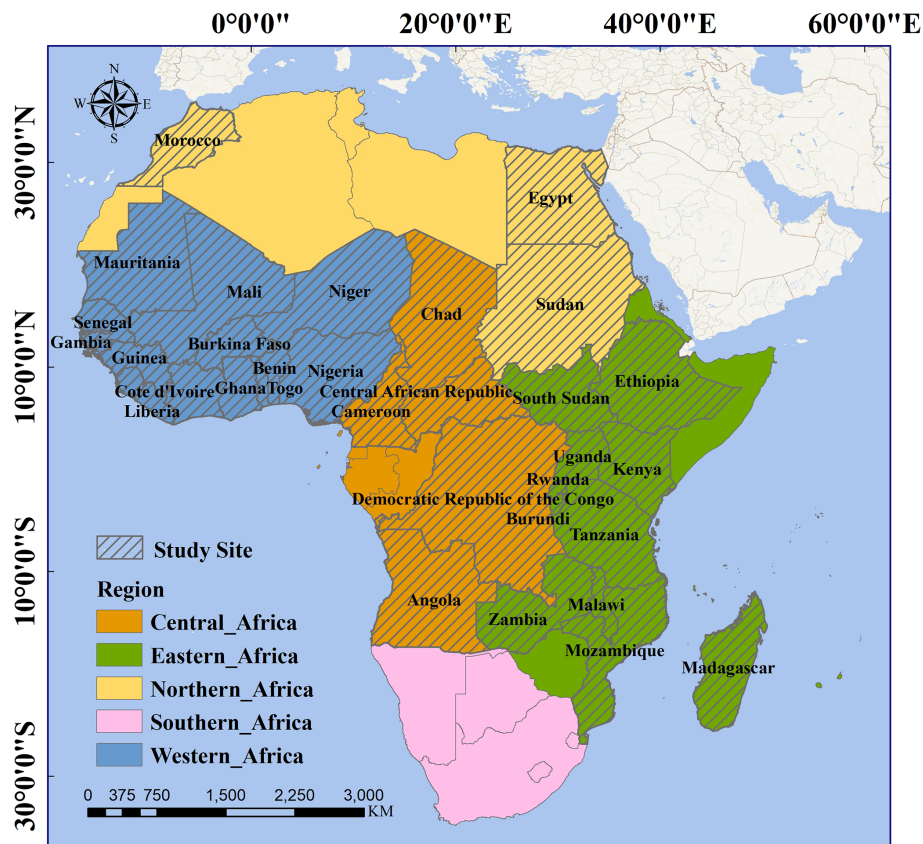 0°0'0"E 20°0'0"E 40°0'0"E 60°0'0"E
N
W E
S
30°0'0"N
10°0'0"N
10°0'0"S
30°0'0"S
Morocco
Egypt
Mauritania
Mali
Niger
Chad
Sudan
Senegal
Gambia
Guinea
Burkina Faso
Benin
Nigeria
Cote d'Ivoire
Ghana
Togo
Liberia
Central African Republic
Cameroon
South Sudan
Ethiopia
Uganda
Kenya
Rwanda
Democratic Republic of the Congo
Burundi
Tanzania
Angola
Zambia
Malawi
Mozambique
Madagascar
Study Site
Region
Central_Africa
Eastern_Africa
Northern_Africa
Southern_Africa
Western_Africa
0 375 750 1,500 2,250 3,000
KM